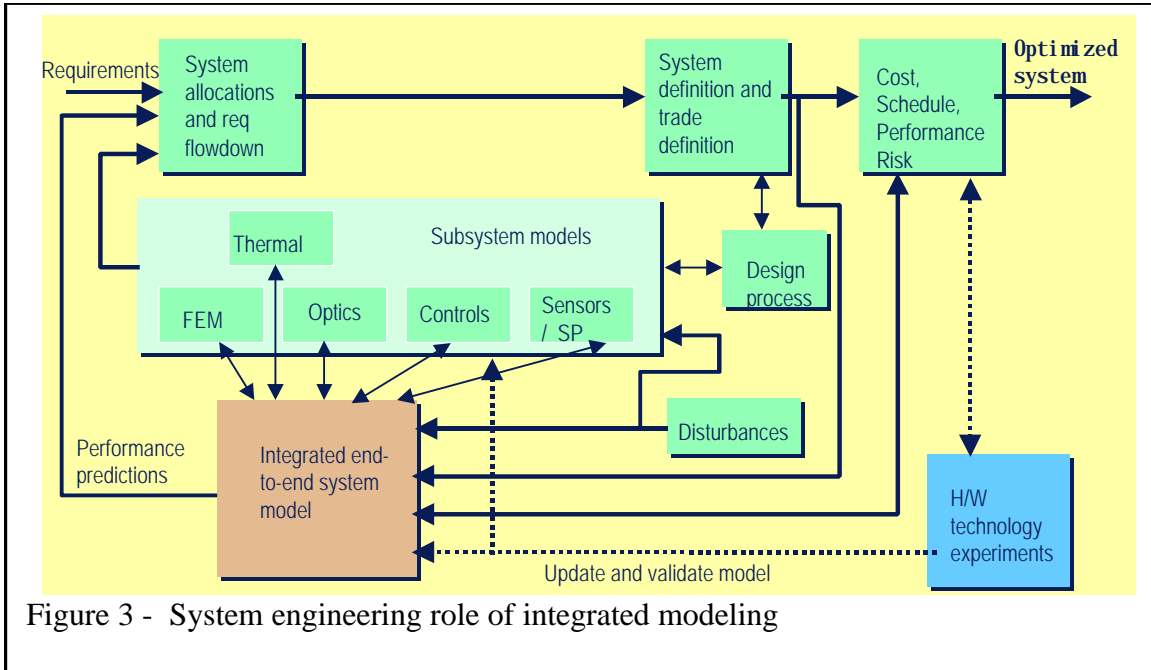 Requirements
System
allocations
and req
flowdown
System
definition and
trade
definition
Cost,
Schedule,
Performance
Risk
Optimized
system
Subsystem models
Thermal
FEM
Optics
Controls
Sensors
/ SP
Design
process
Disturbances
Performance
predictions
Integrated end-
to-end system
model
H/W
technology
experiments
Update and validate model
Figure 3 - System engineering role of integrated modeling